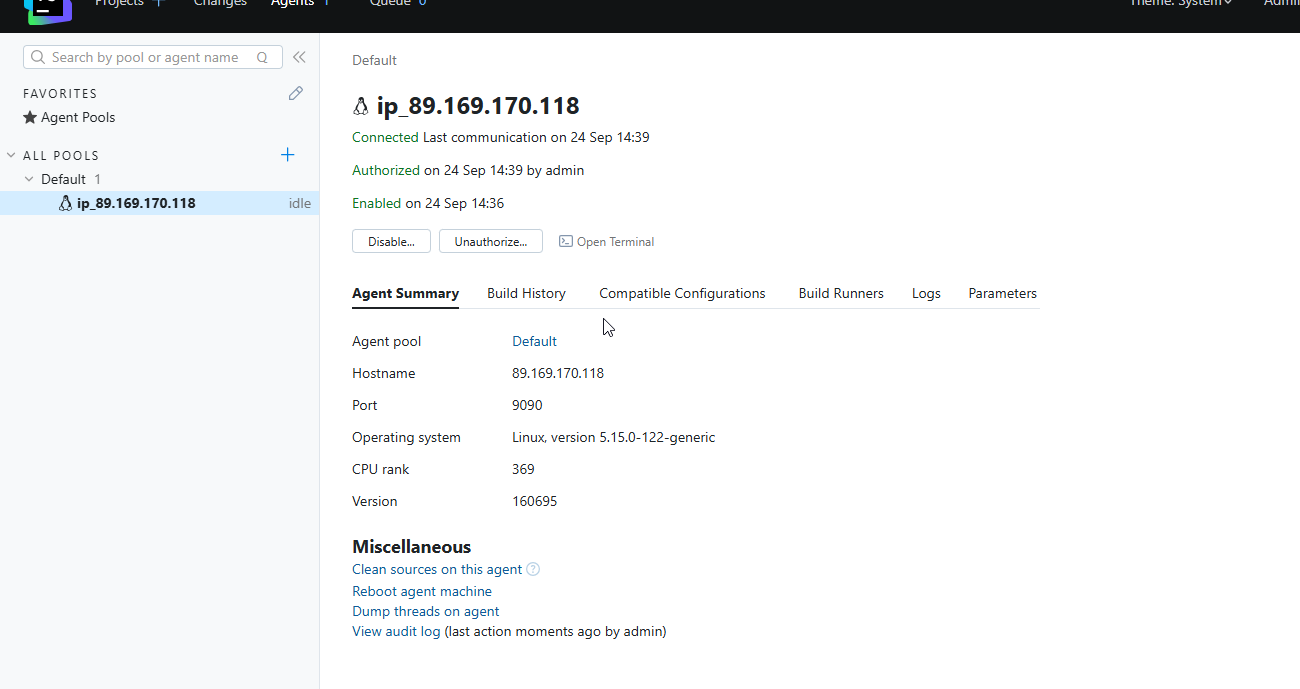 Projects
Changes
Agents 1
Queue 0
Theme: System
Search by pool or agent name Q
FAVORITES
Agent Pools
ALL POOLS
Default 1
ip_89.169.170.118 idle
Default
ip_89.169.170.118
Connected Last communication on 24 Sep 14:39
Authorized on 24 Sep 14:39 by admin
Enabled on 24 Sep 14:36
Disable... Unauthorize... Open Terminal
Agent Summary Build History Compatible Configurations Build Runners Logs Parameters
Agent pool Default
Hostname 89.169.170.118
Port 9090
Operating system Linux, version 5.15.0-122-generic
CPU rank 369
Version 160695
Miscellaneous
Clean sources on this agent ?
Reboot agent machine
Dump threads on agent
View audit log (last action moments ago by admin)